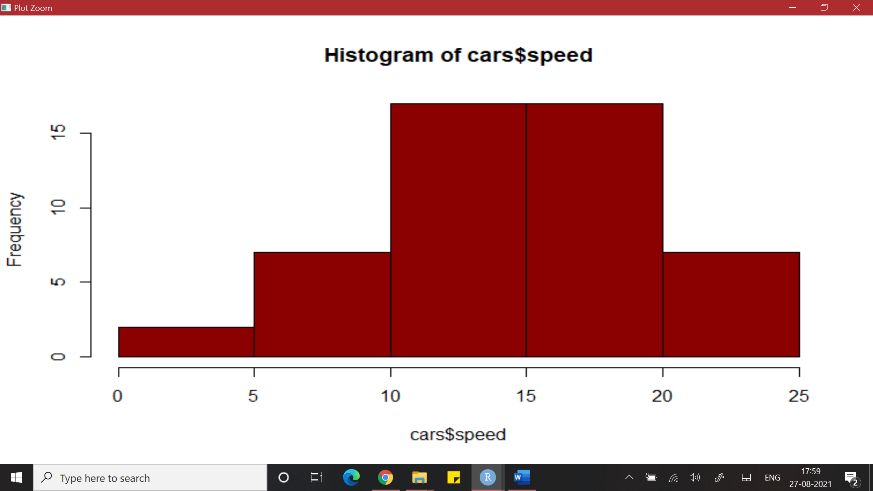 Plot Zoom
Histogram of cars$speed
Frequency
15
10
5
0
0 5 10 15 20 25
cars$speed
Type here to search
R
W
ENG
17:59
27-08-2021
2